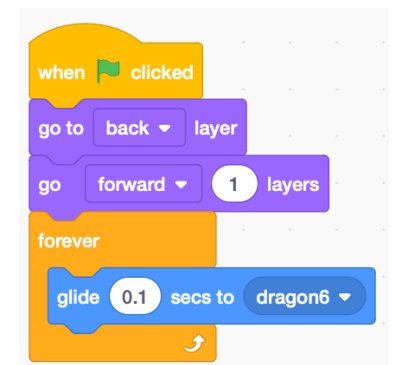 when clicked
go to back layer
go forward 1 layers
forever
glide 0.1 secs to dragon6